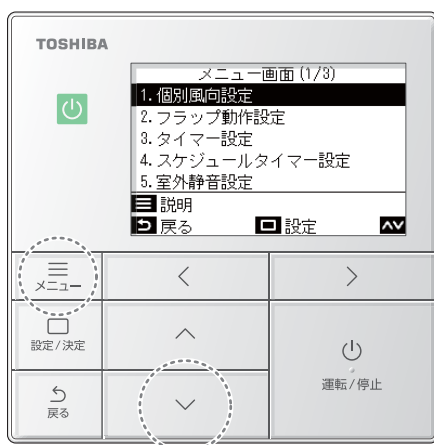 TOSHIBA
メニュー画面 (1/3)
1. 個別風向設定
2. フラップ動作設定
3. タイマー設定
4. スケジュールタイマー設定
5. 室外静音設定
説明
戻る 設定
メニュー
設定/決定
戻る
運転/停止